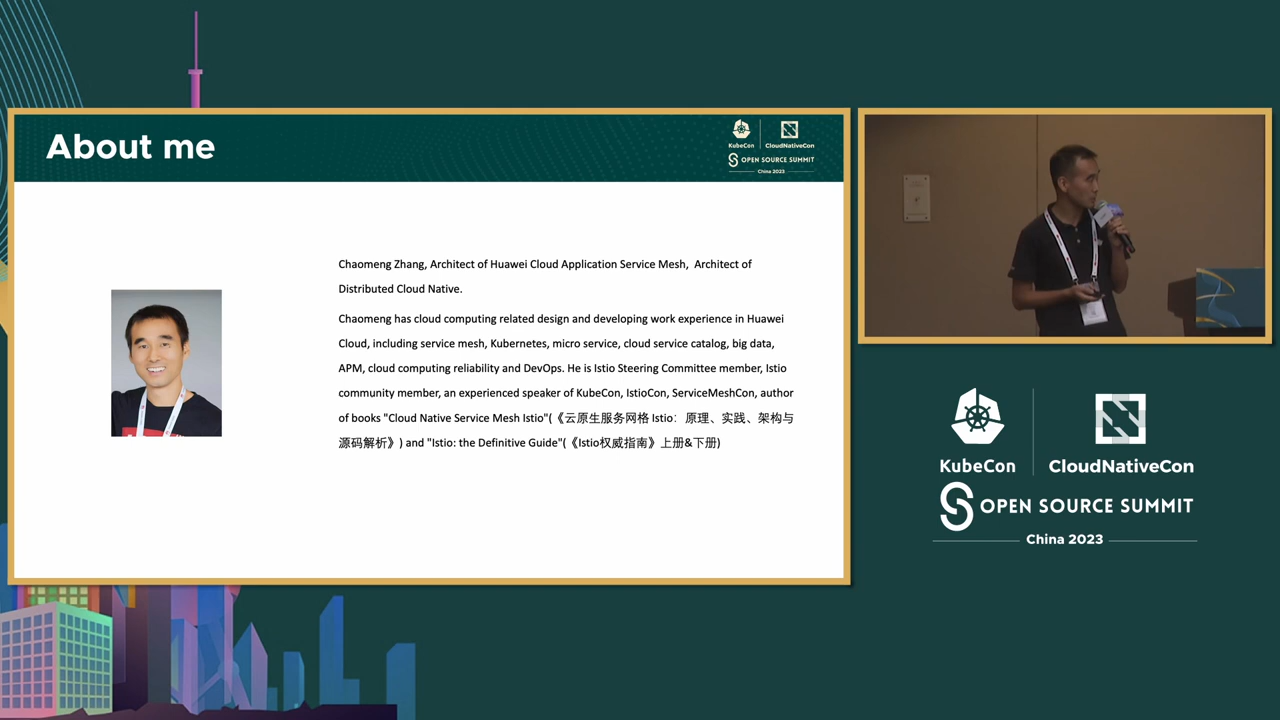 About me
KubeCon
CloudNativeCon
OPEN SOURCE SUMMIT
China 2023
Chaomeng Zhang, Architect of Huawei Cloud Application Service Mesh, Architect of
Distributed Cloud Native.
Chaomeng has cloud computing related design and developing work experience in Huawei
Cloud, including service mesh, Kubernetes, micro service, cloud service catalog, big data,
APM, cloud computing reliability and DevOps. He is Istio Steering Committee member, Istio
community member, an experienced speaker of KubeCon, IstioCon, ServiceMeshCon, author
of books "Cloud Native Service Mesh Istio"(《云原生服务网格 Istio：原理、实践、架构与
源码解析》) and "Istio: the Definitive Guide"(《Istio权威指南》上册&下册)
KubeCon
CloudNativeCon
OPEN SOURCE SUMMIT
China 2023